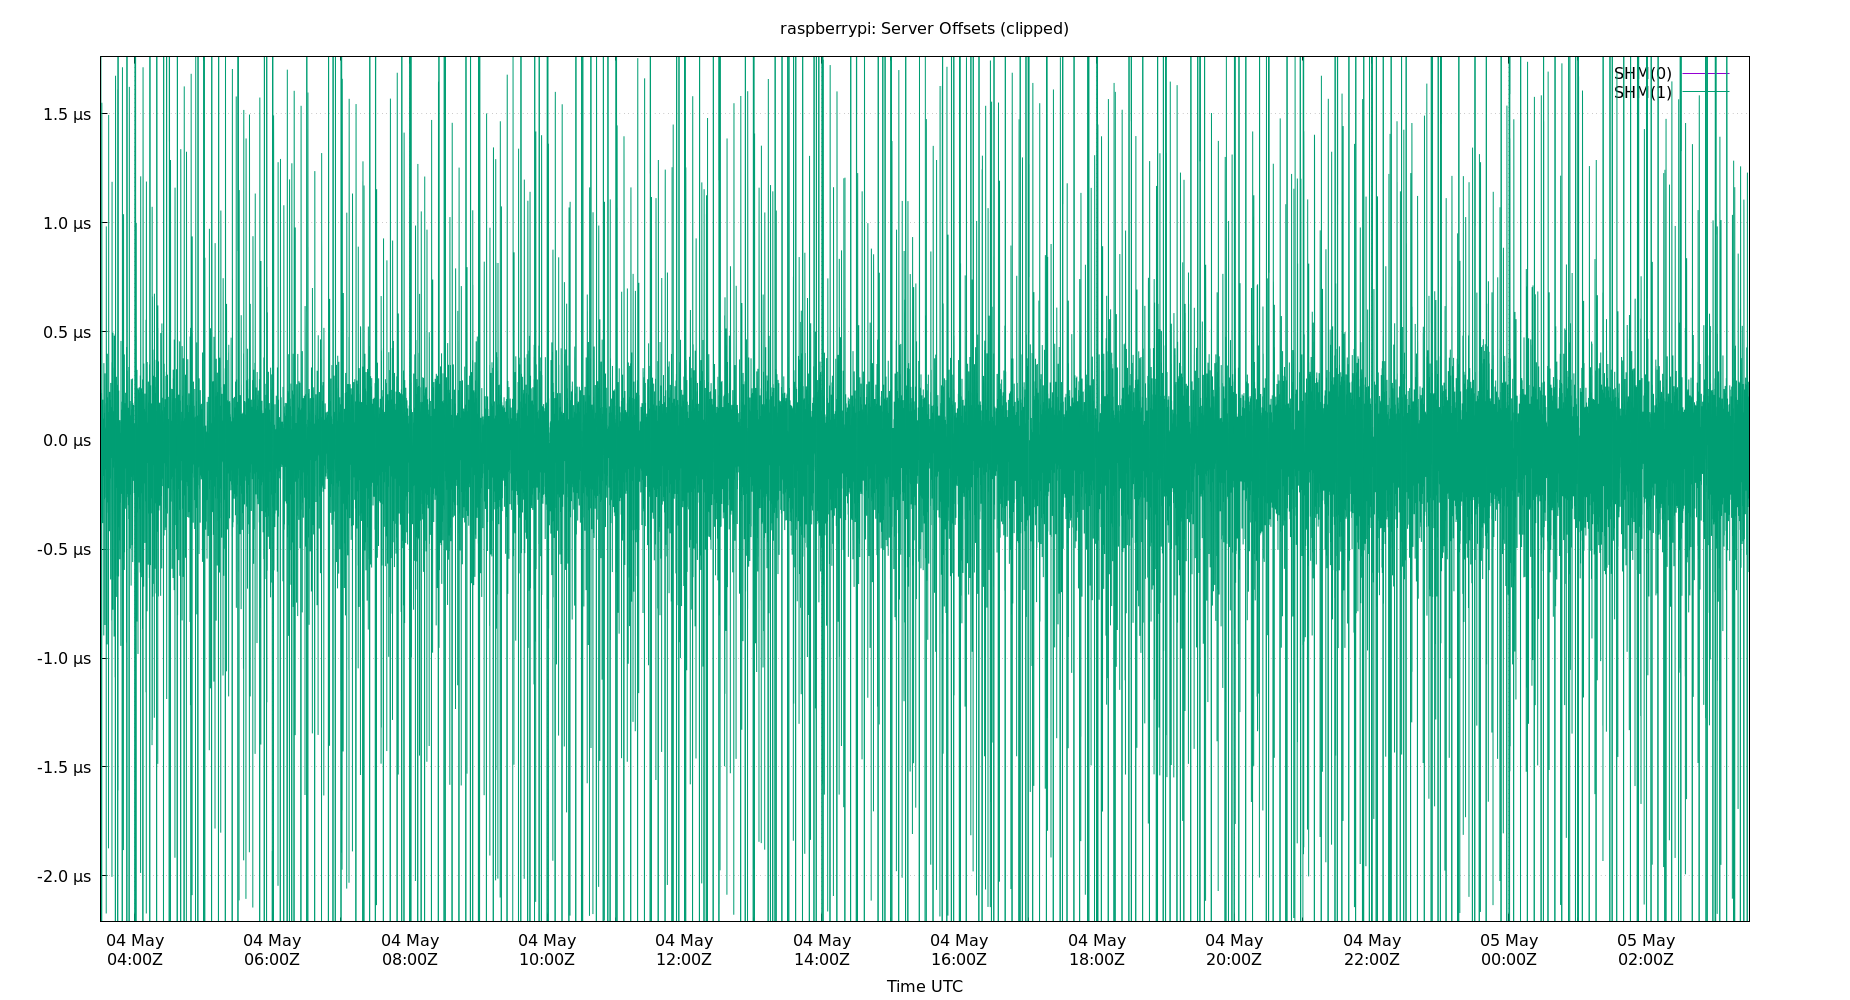 raspberrypi: Server Offsets (clipped)
SHM(0)
SHM(1)
1.5 µs
1.0 µs
0.5 µs
0.0 µs
-0.5 µs
-1.0 µs
-1.5 µs
-2.0 µs
04 May 04 May 04 May 04 May 04 May 04 May 04 May 04 May 04 May 04 May 05 May 05 May
04:00Z 06:00Z 08:00Z 10:00Z 12:00Z 14:00Z 16:00Z 18:00Z 20:00Z 22:00Z 00:00Z 02:00Z
Time UTC